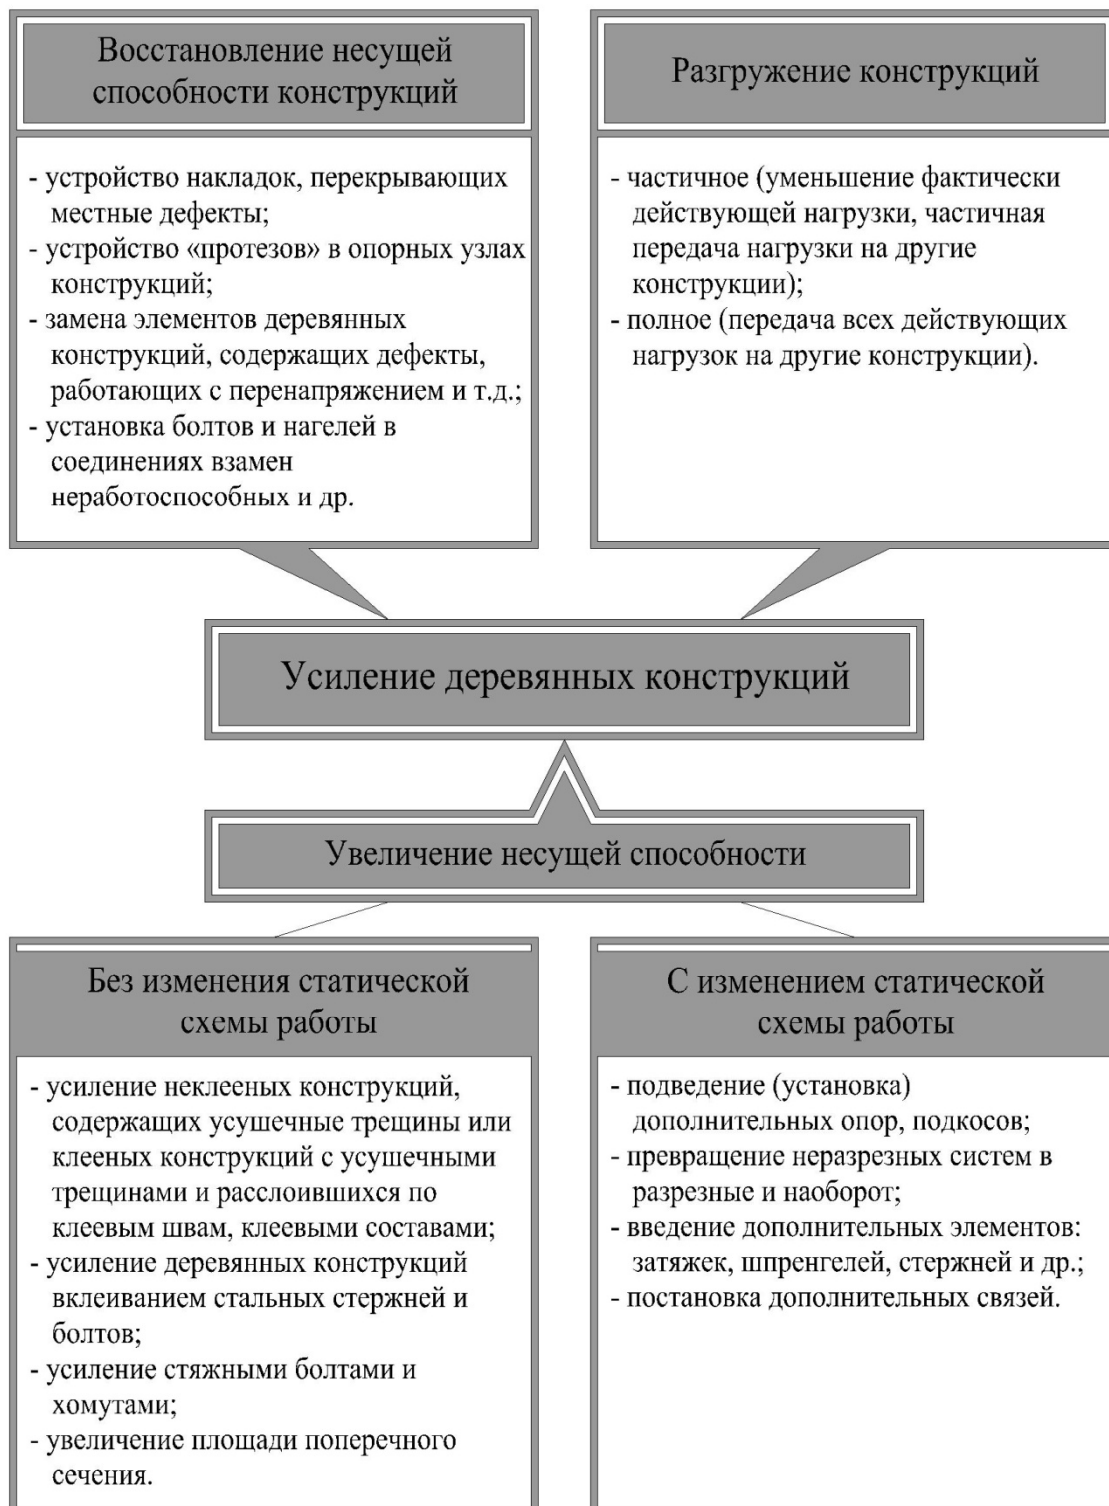 Восстановление несущей
способности конструкций
- устройство накладок, перекрывающих
местные дефекты;
- устройство «протезов» в опорных узлах
конструкций;
- замена элементов деревянных
конструкций, содержащих дефекты,
работающих с перенапряжением и т.д.;
- установка болтов и нагелей в
соединениях взамен
неработоспособных и др.
Разгружение конструкций
- частичное (уменьшение фактически
действующей нагрузки, частичная
передача нагрузки на другие
конструкции);
- полное (передача всех действующих
нагрузок на другие конструкции).
Усиление деревянных конструкций
Увеличение несущей способности
Без изменения статической
схемы работы
- усиление неклееных конструкций,
содержащих усушечные трещины или
клееных конструкций с усушечными
трещинами и расслоившихся по
клеевым швам, клеевыми составами;
- усиление деревянных конструкций
вклеиванием стальных стержней и
болтов;
- усиление стяжными болтами и
хомутами;
- увеличение площади поперечного
сечения.
С изменением статической
схемы работы
- подведение (установка)
дополнительных опор, подкосов;
- превращение неразрезных систем в
разрезные и наоборот;
- введение дополнительных элементов:
затяжек, шпренгелей, стержней и др.;
- постановка дополнительных связей.